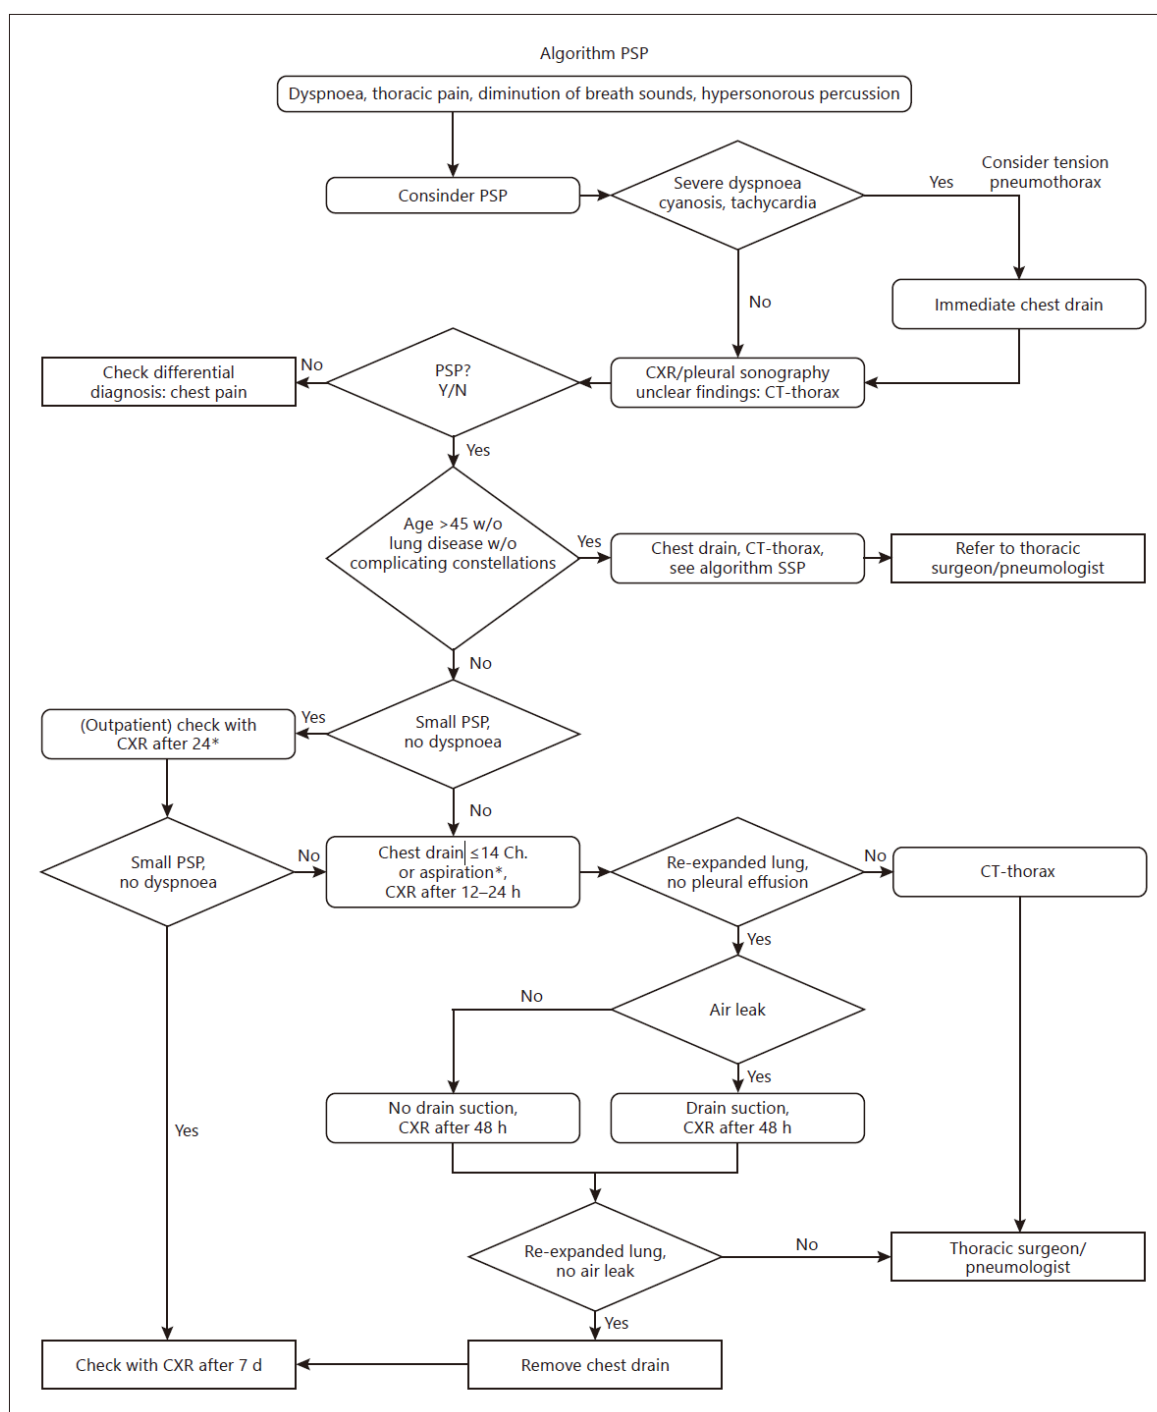 Algorithm PSP
Dyspnoea, thoracic pain, diminution of breath sounds, hypersonorous percussion
Consinder PSP
Severe dyspnoea
cyanosis, tachycardia
Yes
Consider tension
pneumothorax
No
Immediate chest drain
CXR/pleural sonography
unclear findings: CT-thorax
PSP?
Y/N
No
Check differential
diagnosis: chest pain
Yes
Age >45 w/o
lung disease w/o
complicating constellations
Yes
Chest drain, CT-thorax,
see algorithm SSP
Refer to thoracic
surgeon/pneumologist
No
Small PSP,
no dyspnoea
Yes
(Outpatient) check with
CXR after 24*
No
Small PSP,
no dyspnoea
No
Chest drain ≤14 Ch.
or aspiration*,
CXR after 12–24 h
Re-expanded lung,
no pleural effusion
No
CT-thorax
Yes
Air leak
No
Yes
No drain suction,
CXR after 48 h
Drain suction,
CXR after 48 h
Yes
Re-expanded lung,
no air leak
No
Thoracic surgeon/
pneumologist
Yes
Remove chest drain
Check with CXR after 7 d